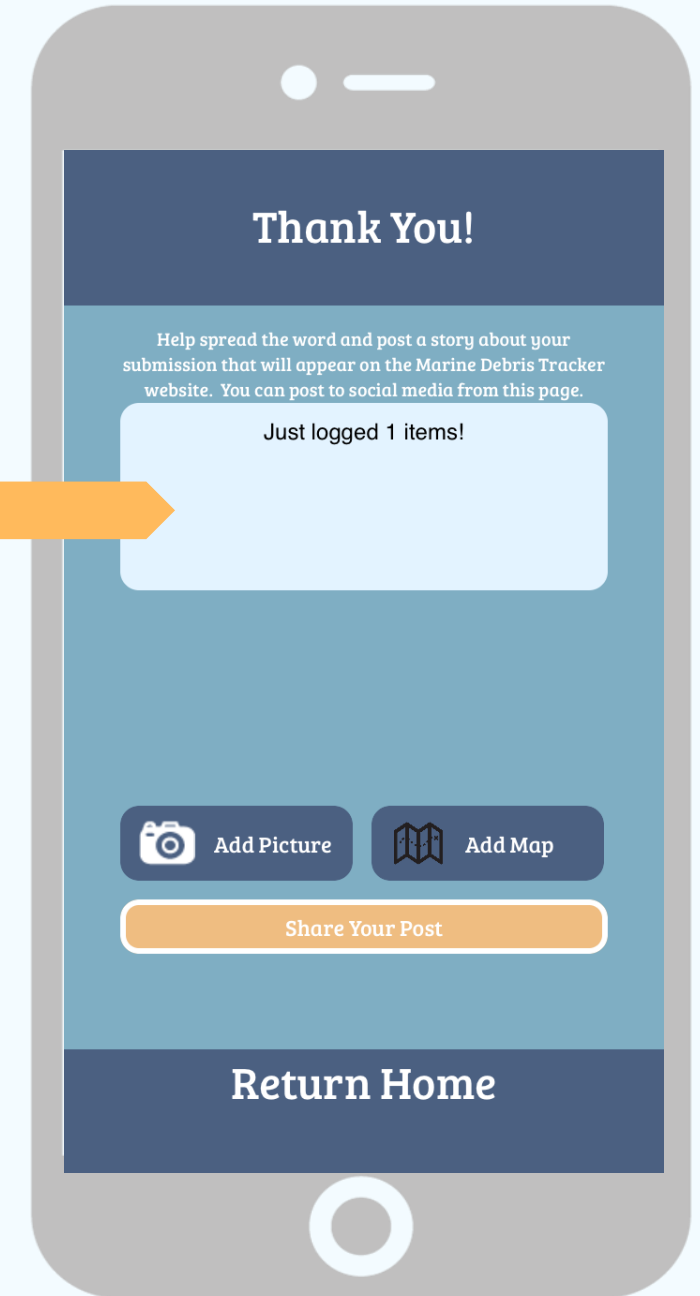 Thank You!
Help spread the word and post a story about your
submission that will appear on the Marine Debris Tracker
website.  You can post to social media from this page.
Just logged 1 items!
Add Picture
Add Map
Share Your Post
Return Home